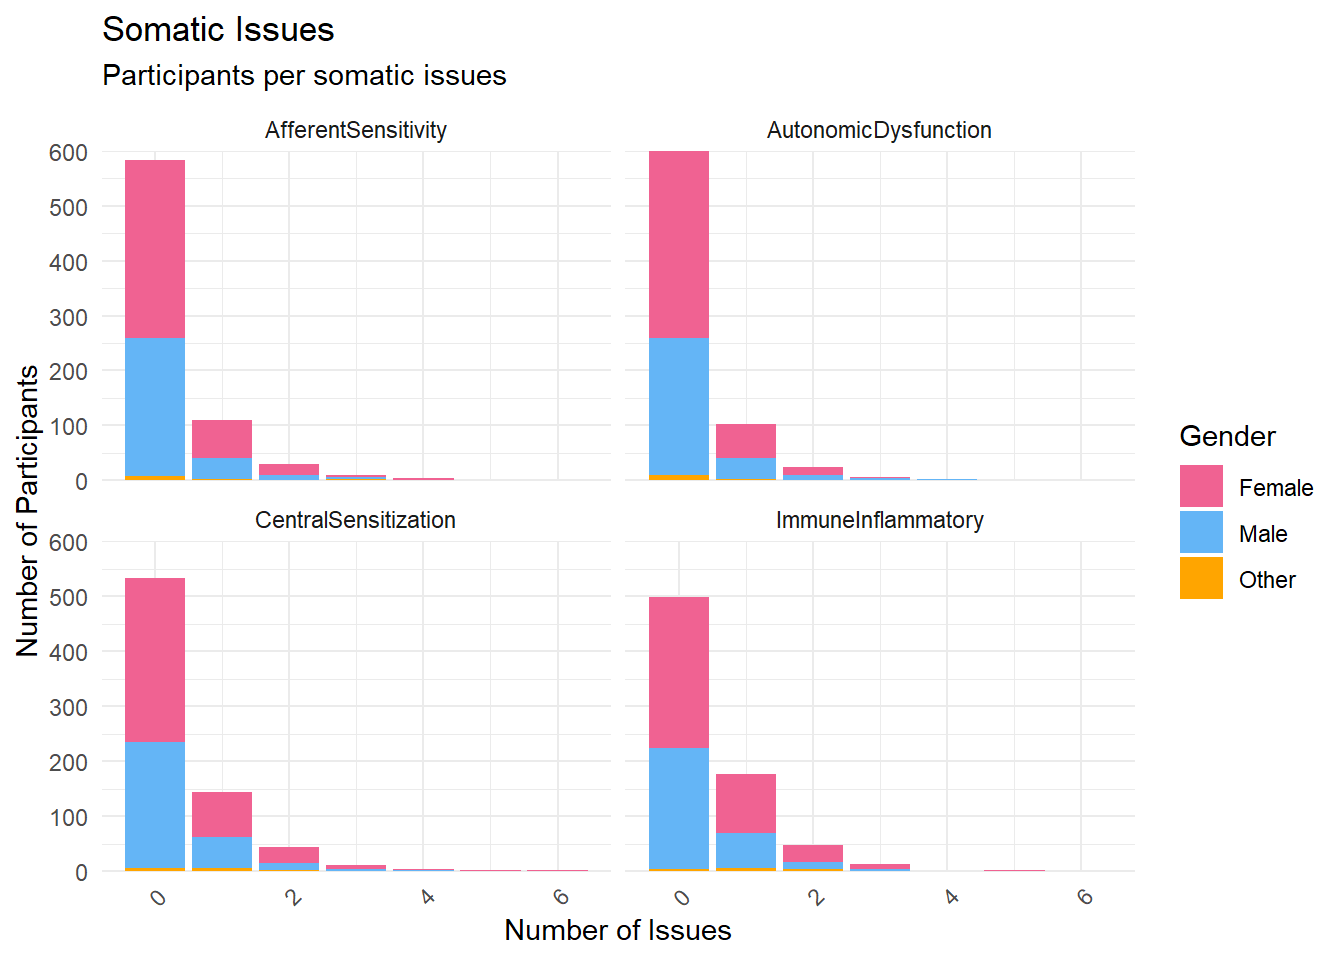 Somatic Issues
Participants per somatic issues
AfferentSensitivity
AutonomicDysfunction
600
500
400
300
200
100
0
CentralSensitization
ImmuneInflammatory
600
500
400
300
200
100
0
0 2 4 6
0 2 4 6
Number of Issues
Number of Participants
Gender
Female
Male
Other